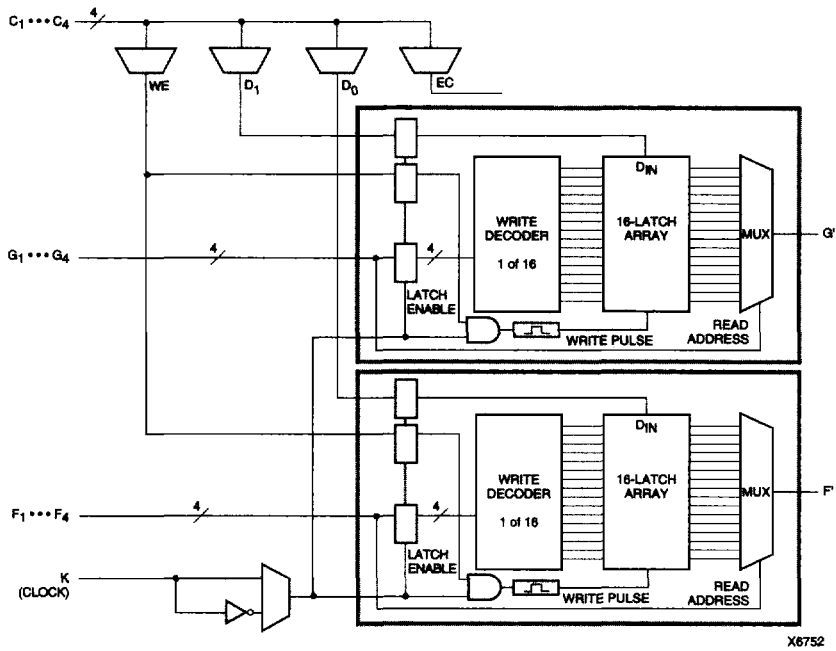 C1 ••• C4
4
WE
D1
D0
EC
DIN
WRITE
DECODER
1 of 16
16-LATCH
ARRAY
MUX
G'
G1 ••• G4
4
4
LATCH
ENABLE
WRITE PULSE
READ
ADDRESS
DIN
WRITE
DECODER
1 of 16
16-LATCH
ARRAY
MUX
F'
F1 ••• F4
4
4
LATCH
ENABLE
K
(CLOCK)
WRITE PULSE
READ
ADDRESS
X6752